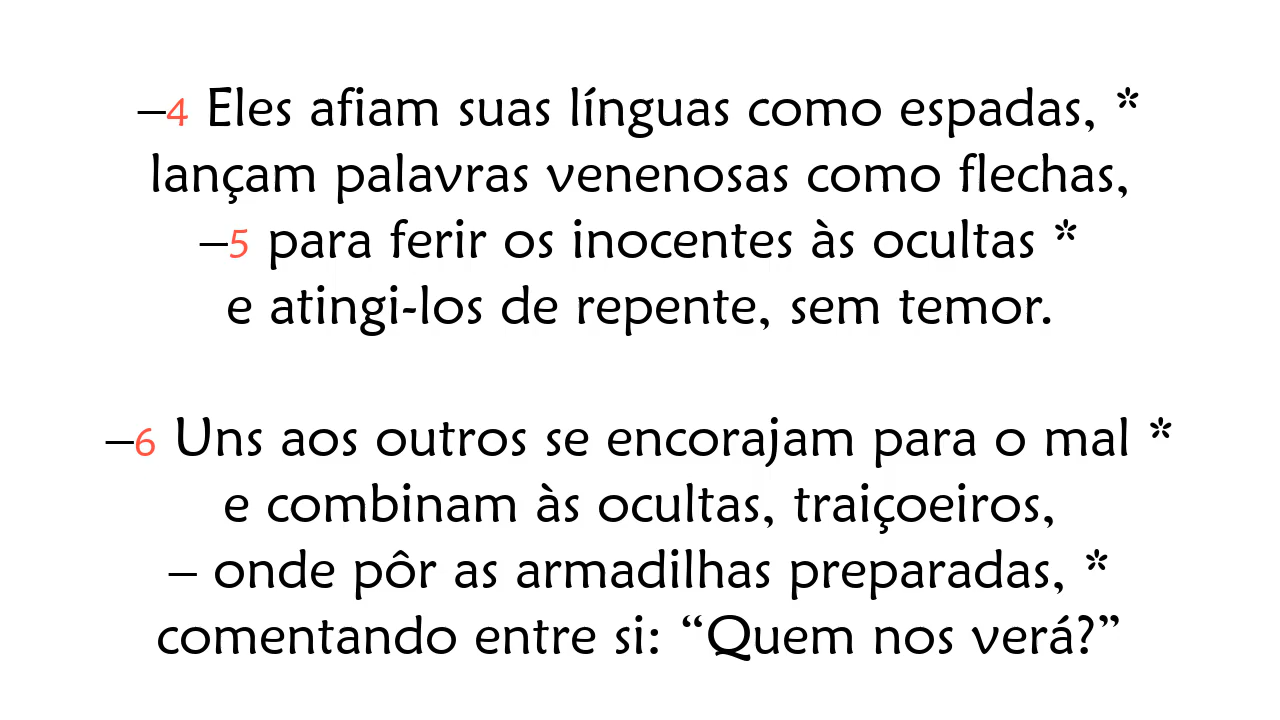 –4 Eles afiam suas línguas como espadas, *
lançam palavras venenosas como flechas,
–5 para ferir os inocentes às ocultas *
e atingi-los de repente, sem temor.
–6 Uns aos outros se encorajam para o mal *
e combinam às ocultas, traiçoeiros,
– onde pôr as armadilhas preparadas, *
comentando entre si: “Quem nos verá?”